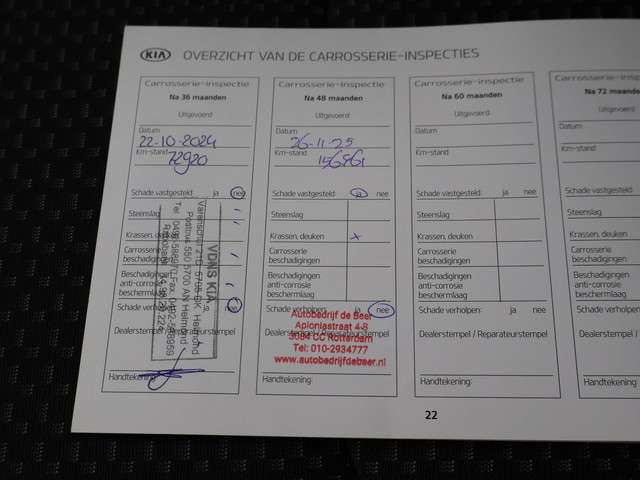 KIA OVERZICHT VAN DE CARROSSERIE-INSPECTIES
Carrosserie-inspectie
Na 36 maanden
Uitgevoerd
Datum
22-10-2024
Km-stand
72920
Schade vastgesteld: ja nee
Steenslag
Krassen, deuken
Carrosserie
beschadigingen
Beschadigingen
anti-corrosie
beschermlaag
Schade verholpen: ja nee
Dealerstempel / Reparateurstempel
VDNS KIA
Handtekening:
Carrosserie-inspectie
Na 48 maanden
Uitgevoerd
Datum
26-11-25
Km-stand
Schade vastgesteld: ja nee
Steenslag
Krassen, deuken x
Carrosserie
beschadigingen
Beschadigingen
anti-corrosie
beschermlaag
Schade verholpen: ja nee
Dealerstempel / Reparateurstempel
Autobedrijf de Beer
Aploniastraat 4-8
3084 CC Rotterdam
Tel: 010-2934777
www.autobedrijfdebeer.nl
Handtekening:
Carrosserie-inspectie
Na 60 maanden
Uitgevoerd
Datum
Km-stand
Schade vastgesteld: ja nee
Steenslag
Krassen, deuken
Carrosserie
beschadigingen
Beschadigingen
anti-corrosie
beschermlaag
Schade verholpen: ja nee
Dealerstempel / Reparateurstempel
Handtekening:
Carrosserie-inspectie
Na 72 maanden
Uitgevoerd
Datum
Km-stand
Schade vastgesteld:
Steenslag
Krassen, deuken
Carrosserie
beschadigingen
Beschadigingen
anti-corrosie
beschermlaag
Schade verholpen:
Dealerstempel
Handtekening:
22